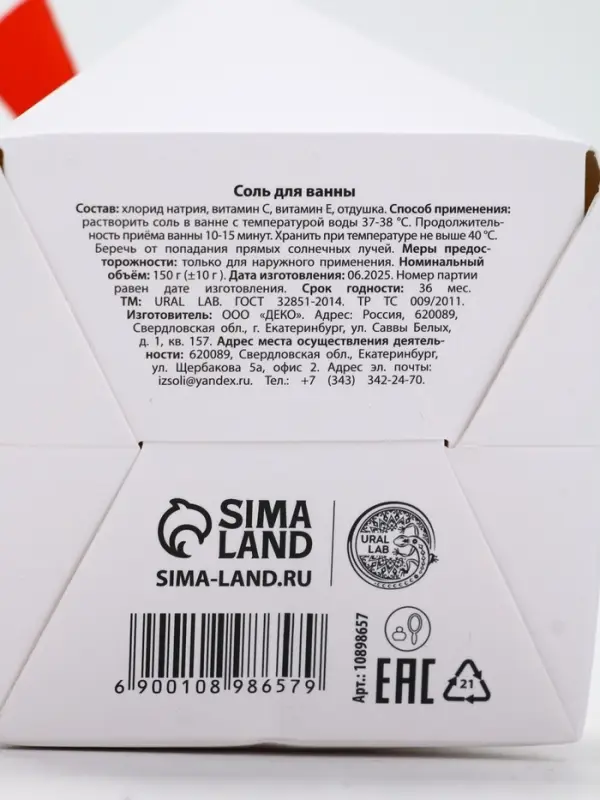 Соль для ванны
Состав: хлорид натрия, витамин С, витамин Е, отдушка. Способ применения:
растворить соль в ванне с температурой воды 37-38 °С. Продолжитель-
ность приёма ванны 10-15 минут. Хранить при температуре не выше 40 °С.
Беречь от попадания прямых солнечных лучей. Меры предос-
торожности: только для наружного применения. Номинальный
объём: 150 г (±10 г). Дата изготовления: 06.2025. Номер партии
равен дате изготовления. Срок годности: 36 мес.
ТМ: URAL LAB. ГОСТ 32851-2014. ТР ТС 009/2011.
Изготовитель: ООО «ДЕКО». Адрес: Россия, 620089,
Свердловская обл., г. Екатеринбург, ул. Саввы Белых,
д. 1, кв. 157. Адрес места осуществления деятель-
ности: 620089, Свердловская обл., Екатеринбург,
ул. Щербакова 5а, офис 2. Адрес эл. почты:
izsoli@yandex.ru. Тел.: +7 (343) 342-24-70.
SIMA
LAND
SIMA-LAND.RU
URAL
LAB
6 900108 986579
Арт.: 10898657
EAC
21